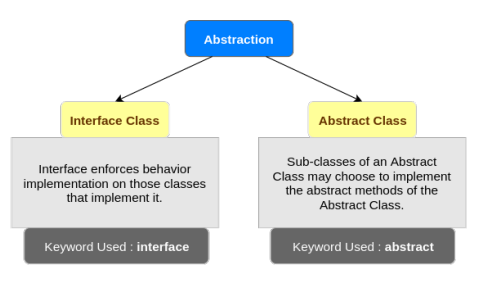 Abstraction
Interface Class
Interface enforces behavior
implementation on those classes
that implement it.
Keyword Used : interface
Abstract Class
Sub-classes of an Abstract
Class may choose to implement
the abstract methods of the
Abstract Class.
Keyword Used : abstract